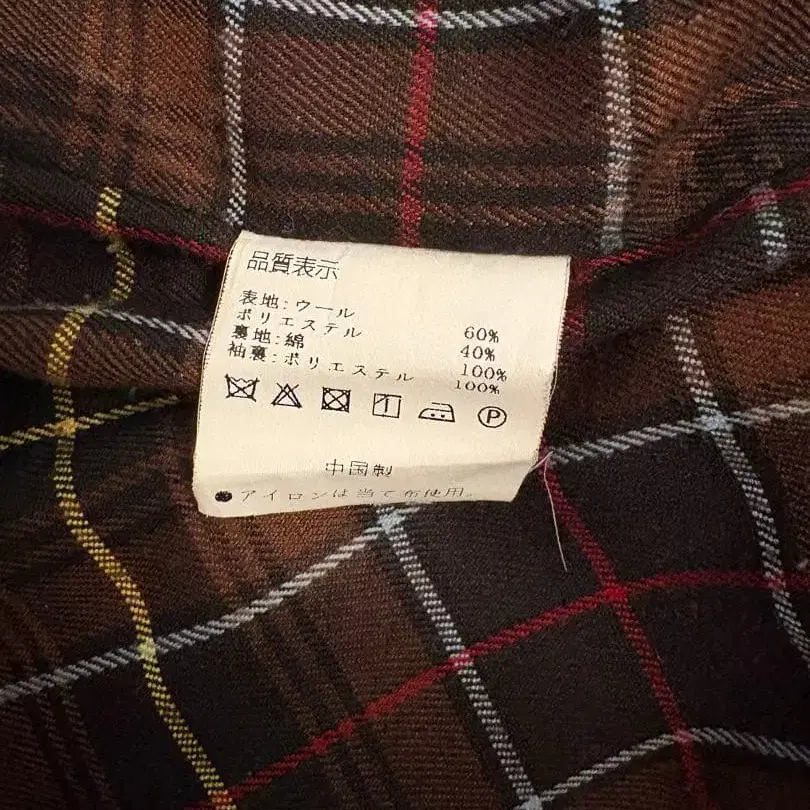 品質表示
表地:ウール 60%
ポリエステル 40%
裏地:綿 100%
袖裏:ポリエステル 100%
P
中国製
●アイロンは当て布使用。